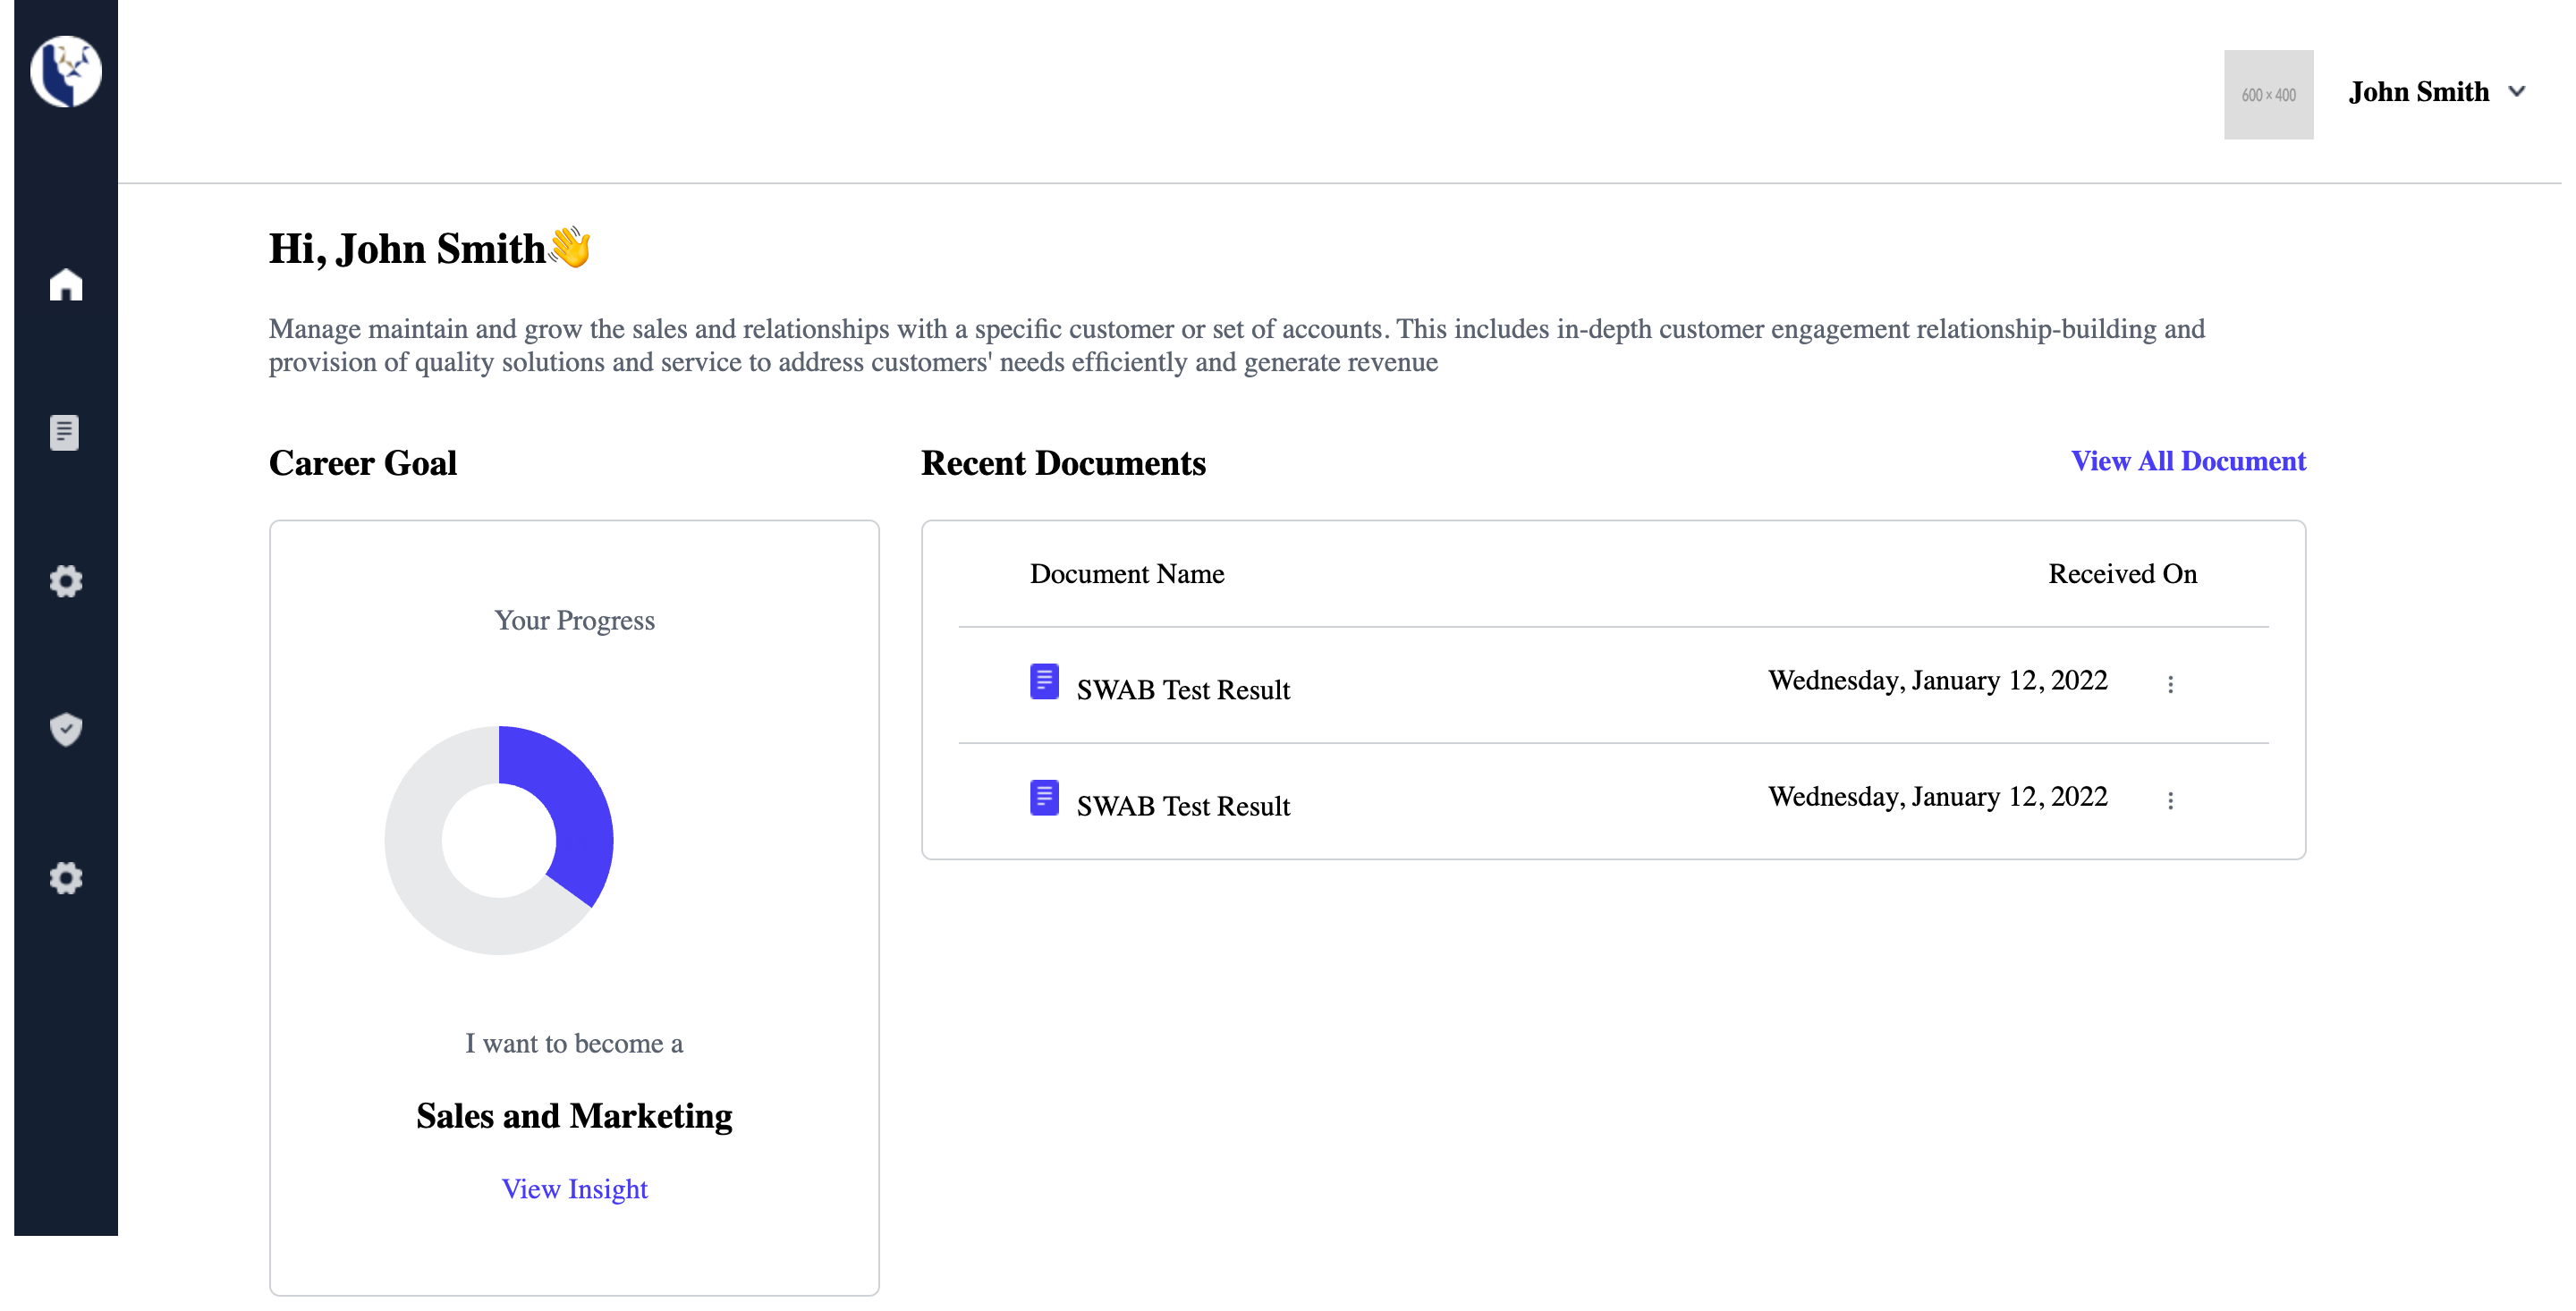 600 × 400
John Smith
Hi, John Smith👋
Manage maintain and grow the sales and relationships with a specific customer or set of accounts. This includes in-depth customer engagement relationship-building and
provision of quality solutions and service to address customers' needs efficiently and generate revenue
Career Goal
Recent Documents
View All Document
Your Progress
I want to become a
Sales and Marketing
View Insight
Document Name
Received On
SWAB Test Result
Wednesday, January 12, 2022
SWAB Test Result
Wednesday, January 12, 2022